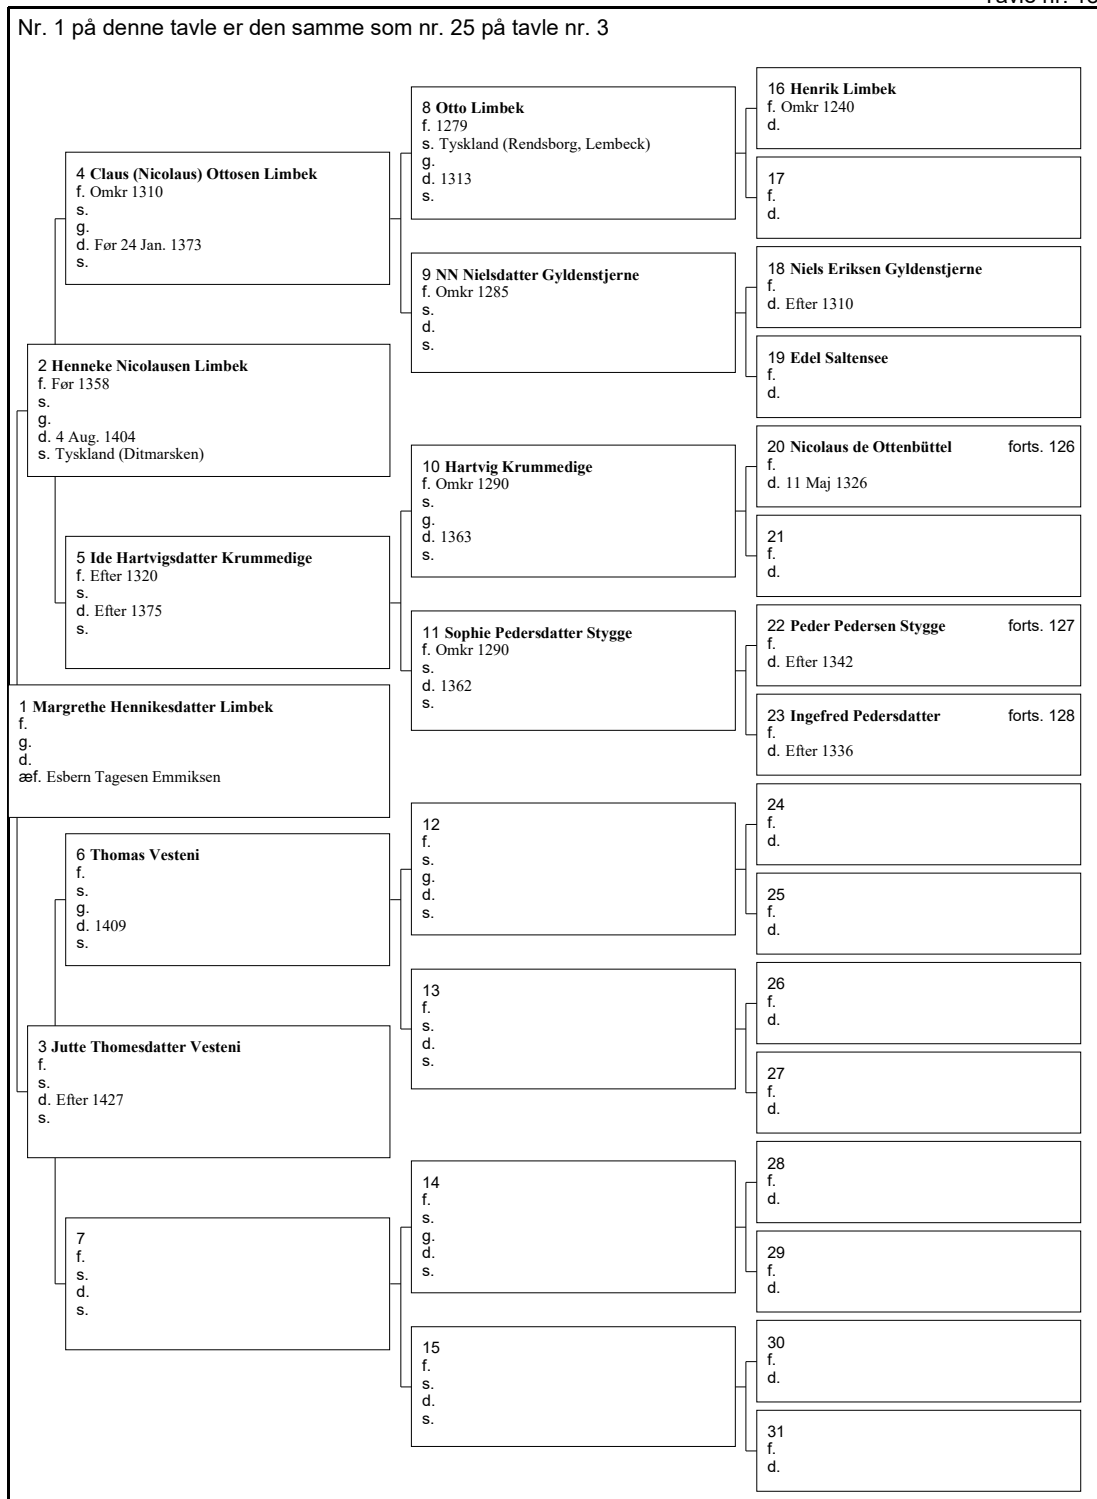 Nr. 1 på denne tavle er den samme som nr. 25 på tavle nr. 3
16 Henrik Limbek
f. Omkr 1240
d.
8 Otto Limbek
f. 1279
s. Tyskland (Rendsborg, Lembeck)
g.
d. 1313
s.
4 Claus (Nicolaus) Ottosen Limbek
f. Omkr 1310
s.
g.
d. Før 24 Jan. 1373
s.
17
f.
d.
9 NN Nielsdatter Gyldenstjerne
f. Omkr 1285
s.
d.
s.
18 Niels Eriksen Gyldenstjerne
f.
d. Efter 1310
2 Henneke Nicolausen Limbek
f. Før 1358
s.
g.
d. 4 Aug. 1404
s. Tyskland (Ditmarsken)
19 Edel Saltensee
f.
d.
10 Hartvig Krummedige
f. Omkr 1290
s.
g.
d. 1363
s.
20 Nicolaus de Ottenbüttel forts. 126
f.
d. 11 Maj 1326
5 Ide Hartvigsdatter Krummedige
f. Efter 1320
s.
d. Efter 1375
s.
21
f.
d.
11 Sophie Pedersdatter Stygge
f. Omkr 1290
s.
d. 1362
s.
22 Peder Pedersen Stygge forts. 127
f.
d. Efter 1342
1 Margrethe Hennikesdatter Limbek
f.
g.
d.
æf. Esbern Tagesen Emmiksen
23 Ingefred Pedersdatter forts. 128
f.
d. Efter 1336
12
f.
s.
g.
d.
s.
24
f.
d.
6 Thomas Vesteni
f.
s.
g.
d. 1409
s.
25
f.
d.
13
f.
s.
d.
s.
26
f.
d.
3 Jutte Thomesdatter Vesteni
f.
s.
d. Efter 1427
s.
27
f.
d.
14
f.
s.
g.
d.
s.
28
f.
d.
7
f.
s.
d.
s.
29
f.
d.
15
f.
s.
d.
s.
30
f.
d.
31
f.
d.